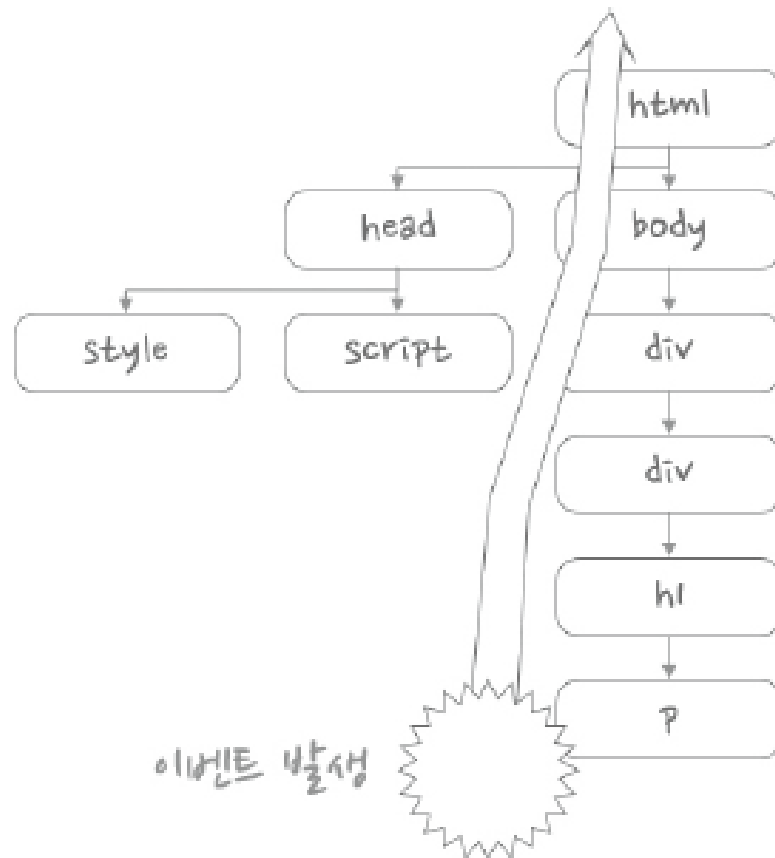 html
head
body
style
script
div
div
h1
p
이벤트 발생